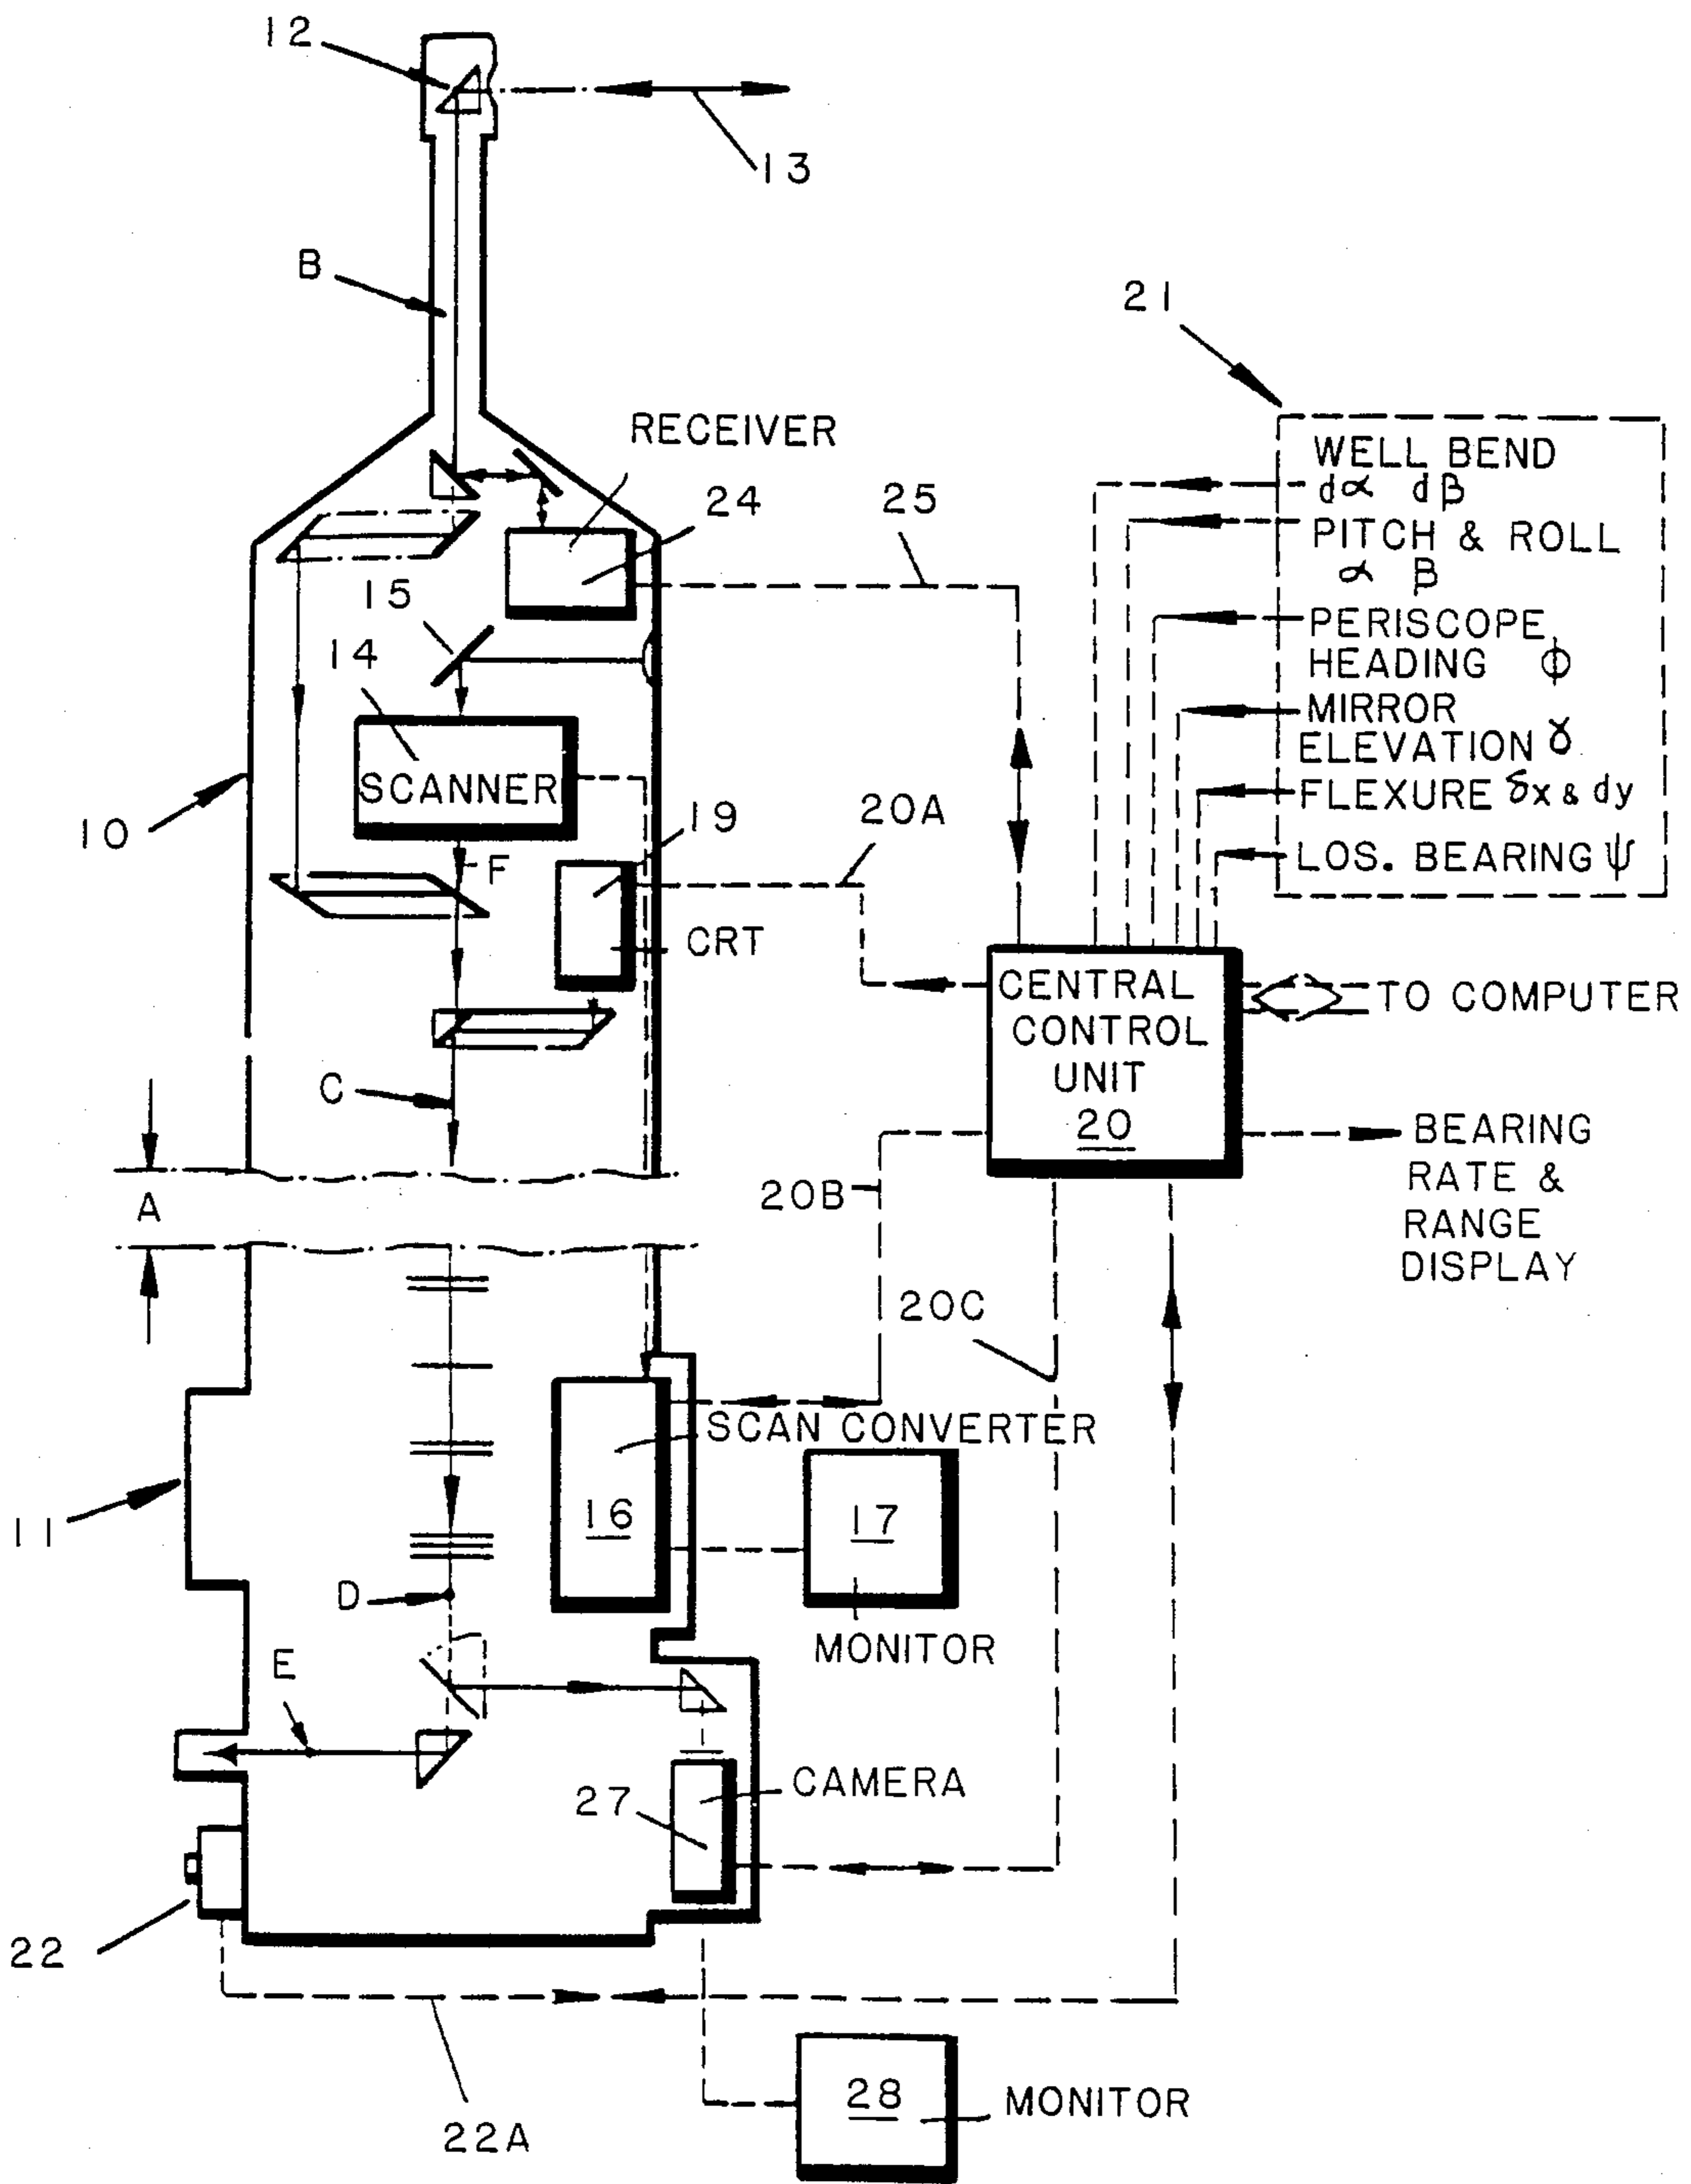 12
13
B
21
RECEIVER
WELL BEND
dα dβ
24
25
PITCH & ROLL
α β
15
PERISCOPE
HEADING ϕ
14
MIRROR
ELEVATION γ
SCANNER
FLEXURE δx & dy
10
19
20A
F
LOS. BEARING ψ
CRT
CENTRAL
CONTROL
UNIT
20
TO COMPUTER
C
BEARING
RATE &
RANGE
DISPLAY
A
20B
20C
SCAN CONVERTER
16
17
11
D
MONITOR
E
CAMERA
27
22
22A
28
MONITOR